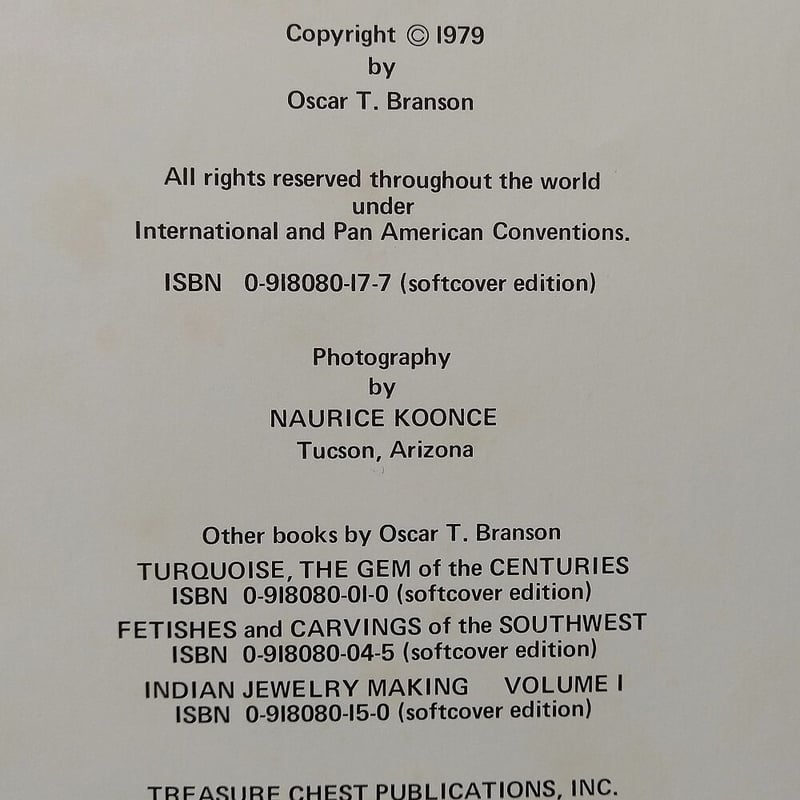 Copyright © 1979
by
Oscar T. Branson
All rights reserved throughout the world
under
International and Pan American Conventions.
ISBN 0-918080-17-7 (softcover edition)
Photography
by
NAURICE KOONCE
Tucson, Arizona
Other books by Oscar T. Branson
TURQUOISE, THE GEM of the CENTURIES
ISBN 0-918080-01-0 (softcover edition)
FETISHES and CARVINGS of the SOUTHWEST
ISBN 0-918080-04-5 (softcover edition)
INDIAN JEWELRY MAKING VOLUME I
ISBN 0-918080-15-0 (softcover edition)
TREASURE CHEST PUBLICATIONS, INC.